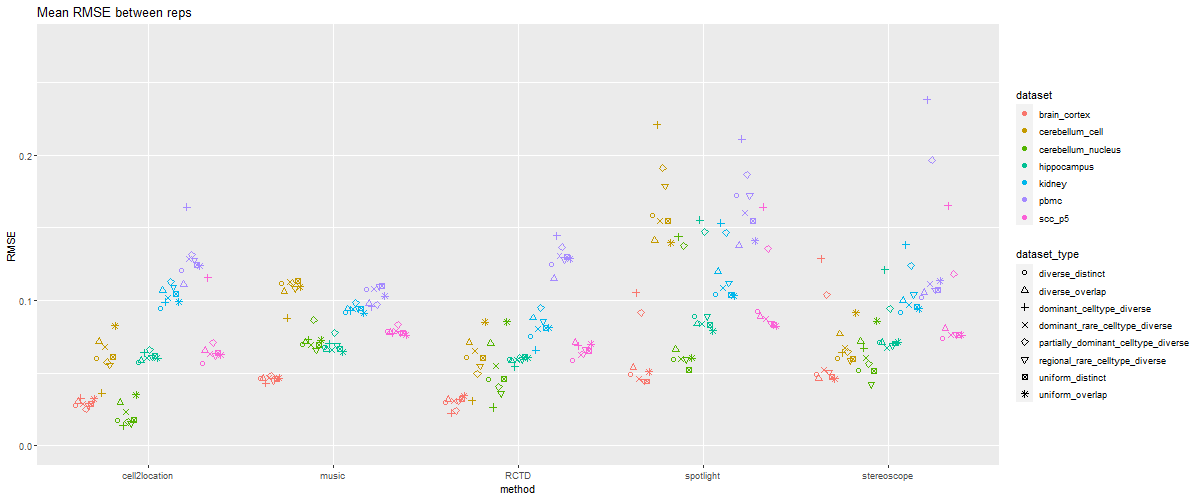 Mean RMSE between reps
RMSE
0.2
0.1
0.0
cell2location
music
RCTD
spotlight
stereoscope
method
dataset
brain_cortex
cerebellum_cell
cerebellum_nucleus
hippocampus
kidney
pbmc
scc_p5
dataset_type
diverse_distinct
diverse_overlap
dominant_celltype_diverse
dominant_rare_celltype_diverse
partially_dominant_celltype_diverse
regional_rare_celltype_diverse
uniform_distinct
uniform_overlap